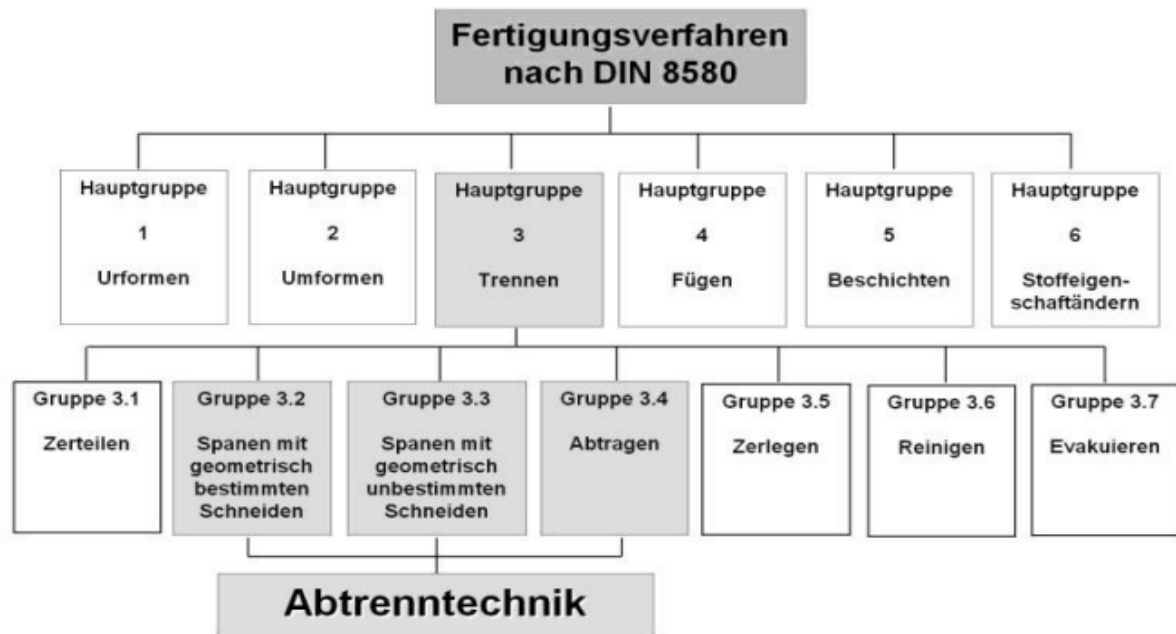 Fertigungsverfahren
nach DIN 8580
Hauptgruppe
1
Urformen
Hauptgruppe
2
Umformen
Hauptgruppe
3
Trennen
Hauptgruppe
4
Fügen
Hauptgruppe
5
Beschichten
Hauptgruppe
6
Stoffeigen-
schaftändern
Gruppe 3.1
Zerteilen
Gruppe 3.2
Spanen mit
geometrisch
bestimmten
Schneiden
Gruppe 3.3
Spanen mit
geometrisch
unbestimmten
Schneiden
Gruppe 3.4
Abtragen
Gruppe 3.5
Zerlegen
Gruppe 3.6
Reinigen
Gruppe 3.7
Evakuieren
Abtrenntechnik